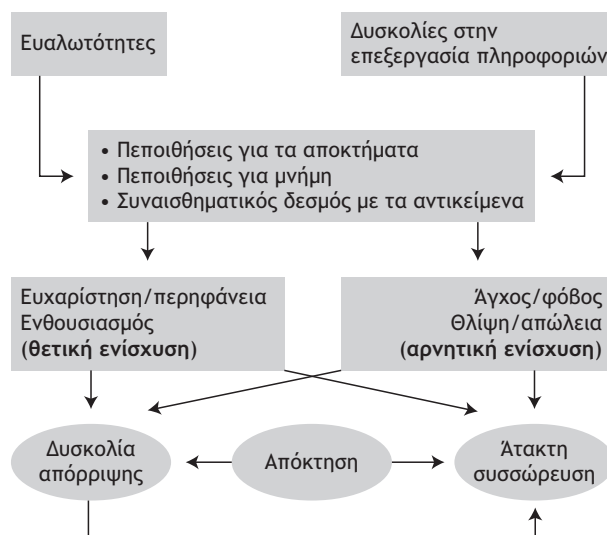 Ευαλωτότητες
Δυσκολίες στην
επεξεργασία πληροφοριών
• Πεποιθήσεις για τα αποκτήματα
• Πεποιθήσεις για μνήμη
• Συναισθηματικός δεσμός με τα αντικείμενα
Ευχαρίστηση/περηφάνεια
Ενθουσιασμός
(θετική ενίσχυση)
Άγχος/φόβος
Θλίψη/απώλεια
(αρνητική ενίσχυση)
Δυσκολία
απόρριψης
Απόκτηση
Άτακτη
συσσώρευση